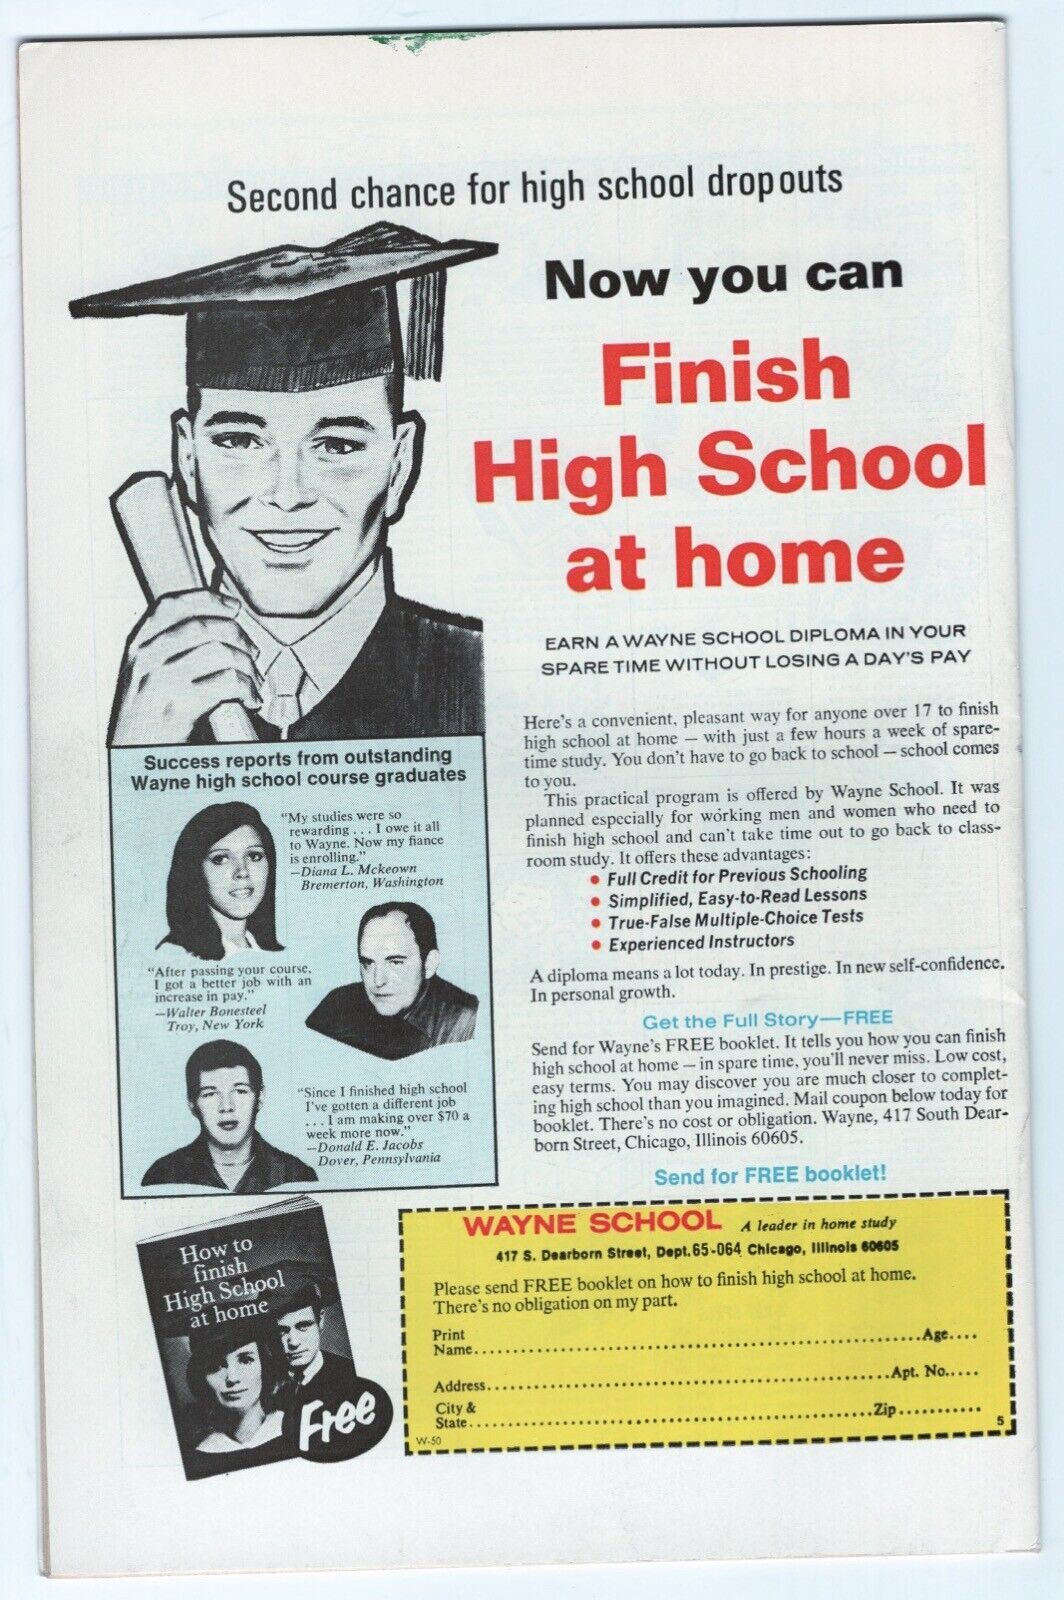 Second chance for high school dropouts
Now you can
Finish
High School
at home
EARN A WAYNE SCHOOL DIPLOMA IN YOUR
SPARE TIME WITHOUT LOSING A DAY'S PAY
Here's a convenient, pleasant way for anyone over 17 to finish
high school at home — with just a few hours a week of spare-
time study. You don't have to go back to school — school comes
to you.
This practical program is offered by Wayne School. It was
planned especially for working men and women who need to
finish high school and can't take time out to go back to class-
room study. It offers these advantages:
• Full Credit for Previous Schooling
• Simplified, Easy-to-Read Lessons
• True-False Multiple-Choice Tests
• Experienced Instructors
A diploma means a lot today. In prestige. In new self-confidence.
In personal growth.
Get the Full Story—FREE
Send for Wayne's FREE booklet. It tells you how you can finish
high school at home — in spare time, you'll never miss. Low cost,
easy terms. You may discover you are much closer to complet-
ing high school than you imagined. Mail coupon below today for
booklet. There's no cost or obligation. Wayne, 417 South Dear-
born Street, Chicago, Illinois 60605.
Send for FREE booklet!
Success reports from outstanding
Wayne high school course graduates
"My studies were so
rewarding . . . I owe it all
to Wayne. Now my fiance
is enrolling."
—Diana L. Mckeown
Bremerton, Washington
"After passing your course,
I got a better job with an
increase in pay."
—Walter Bonesteel
Troy, New York
"Since I finished high school
I've gotten a different job
. . . I am making over $70 a
week more now."
—Donald E. Jacobs
Dover, Pennsylvania
How to
finish
High School
at home
Free
WAYNE SCHOOL A leader in home study
417 S. Dearborn Street, Dept. 65-064 Chicago, Illinois 60605
Please send FREE booklet on how to finish high school at home.
There's no obligation on my part.
Print
Name..........Age....
Address..........Apt. No.....
City &
State..........Zip..........
W-50
5